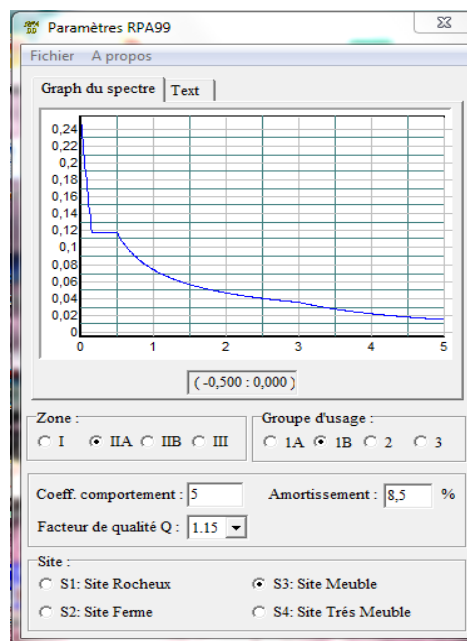 Paramètres RPA99
Fichier A propos
Graph du spectre Text
0,24
0,22
0,2
0,18
0,16
0,14
0,12
0,1
0,08
0,06
0,04
0,02
0
0 1 2 3 4 5
( -0,500 : 0,000 )
Zone :
I IIA IIB III
Groupe d'usage :
1A 1B 2 3
Coeff. comportement : 5 Amortissement : 8,5 %
Facteur de qualité Q : 1.15
Site :
S1: Site Rocheux S3: Site Meuble
S2: Site Ferme S4: Site Trés Meuble